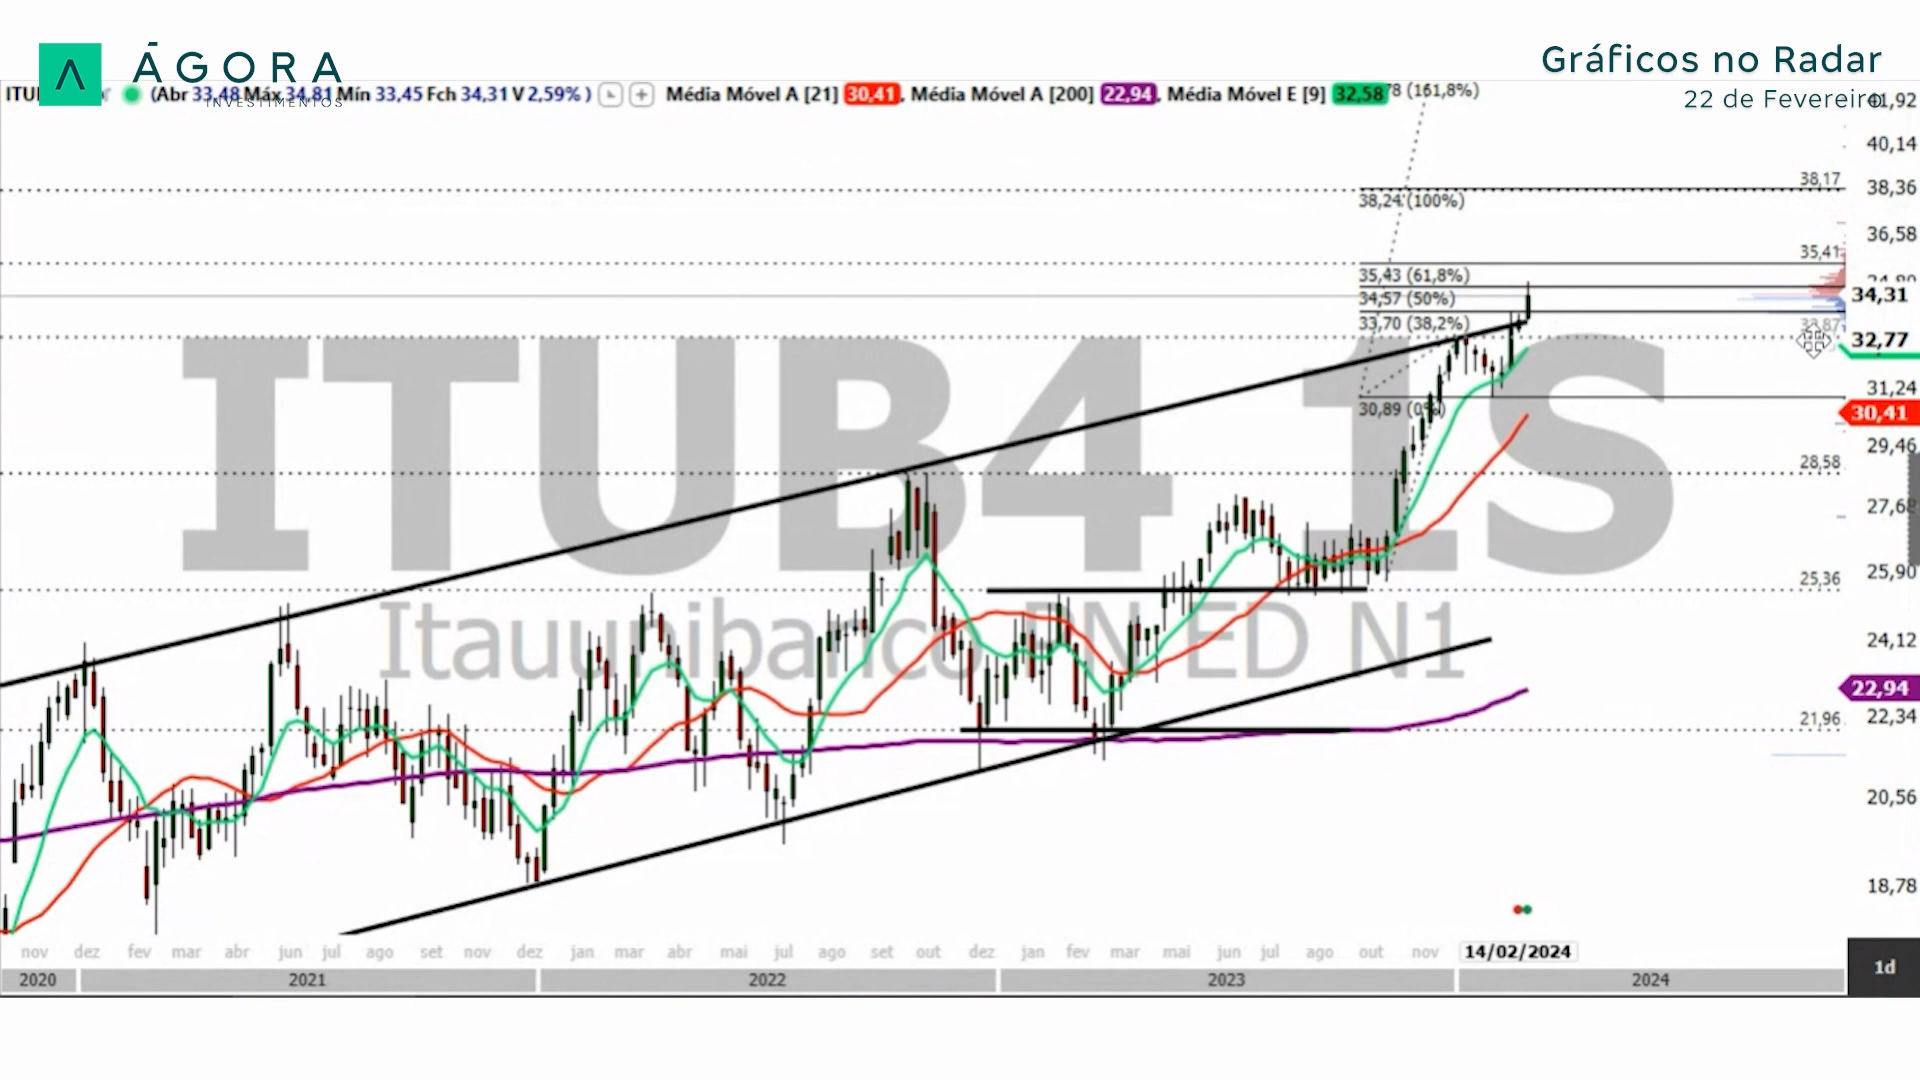 ÁGORA
INVESTIMENTOS
Gráficos no Radar
22 de Fevereiro
(Abr 33,48 Máx 34,81 Mín 33,45 Fch 34,31 V 2,59% ) Média Móvel A [21] 30,41, Média Móvel A [200] 22,94, Média Móvel E [9] 32,58
(161,8%)
41,92
40,14
38,17
38,36
38,24 (100%)
36,58
35,41
35,43 (61,8%)
34,57 (50%)
34,31
33,70 (38,2%)
32,77
31,24
30,89 (0%)
30,41
29,46
28,58
27,68
25,90
25,36
24,12
22,94
22,34
21,96
20,56
18,78
ITUB4 1S
Itauunibanco PN ED N1
nov dez fev mar abr jun jul ago set nov dez jan mar abr mai jul ago set out dez jan fev mar mai jun jul ago out nov 14/02/2024
2020 2021 2022 2023 2024
1d